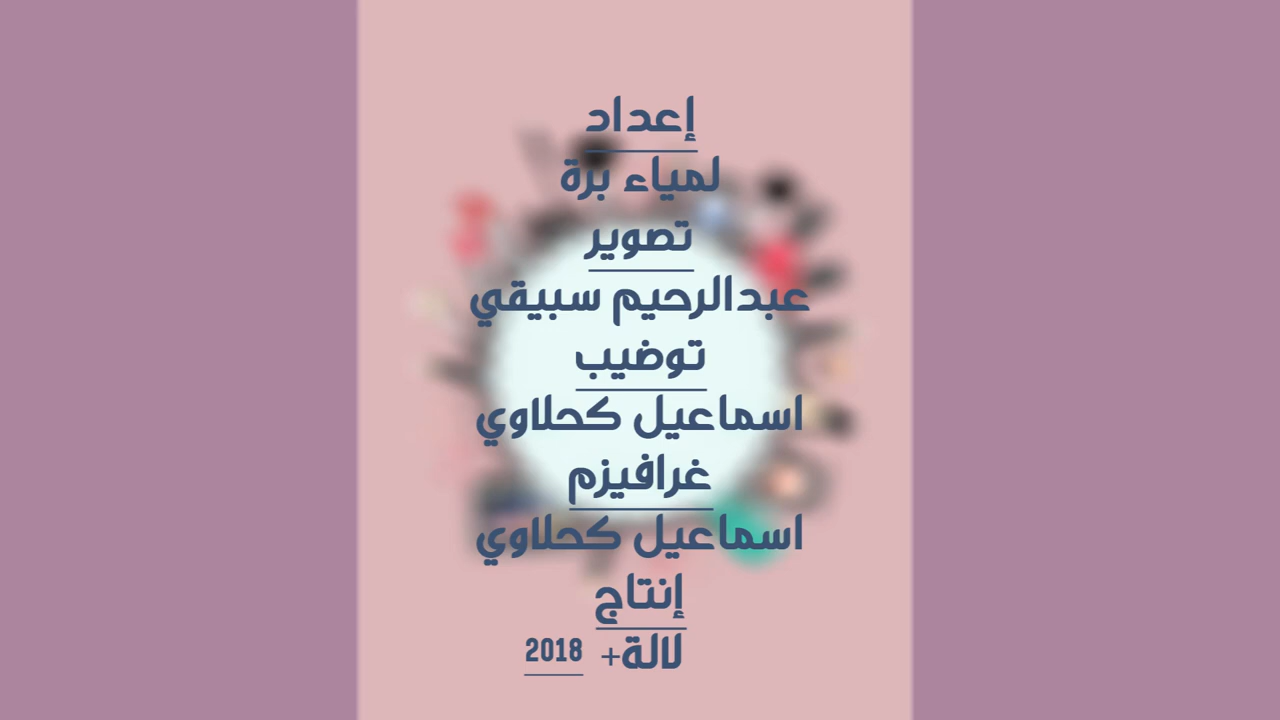 إعداد
لمياء برة
تصوير
عبدالرحيم سبيقي
توضيب
اسماعيل كحلاوي
غرافيزم
اسماعيل كحلاوي
إنتاج
لالة+ 2018